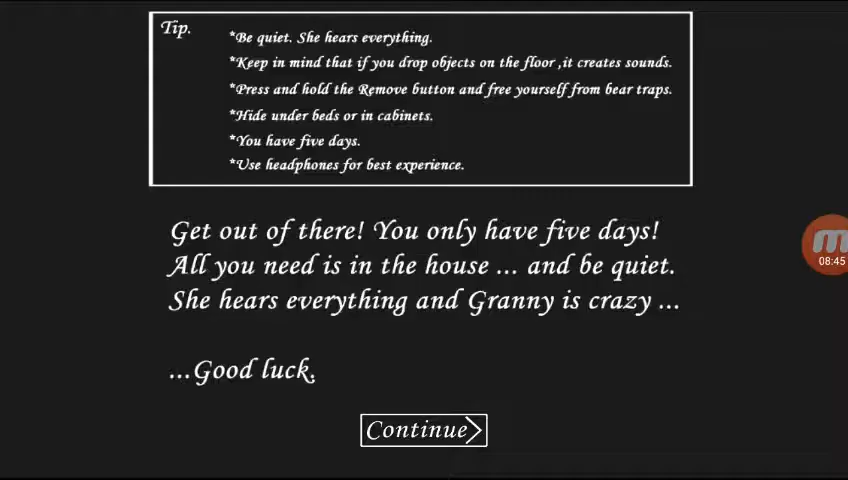 Tip.
*Be quiet. She hears everything.
*Keep in mind that if you drop objects on the floor ,it creates sounds.
*Press and hold the Remove button and free yourself from bear traps.
*Hide under beds or in cabinets.
*You have five days.
*Use headphones for best experience.
Get out of there! You only have five days!
All you need is in the house ... and be quiet.
She hears everything and Granny is crazy ...
...Good luck.
Continue>
08:45